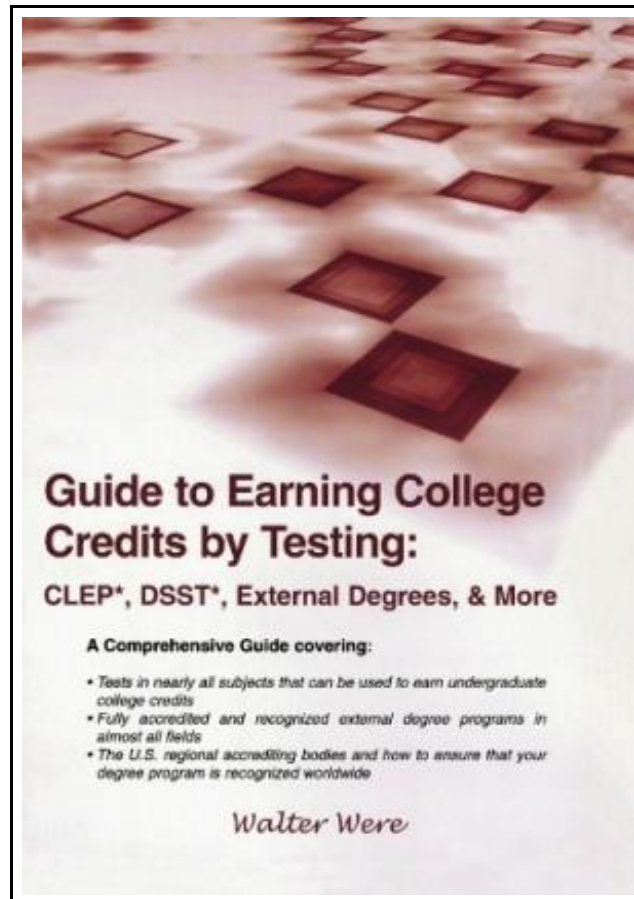 Guide to Earning College
Credits by Testing:
CLEP*, DSST*, External Degrees, & More
A Comprehensive Guide covering:
• Tests in nearly all subjects that can be used to earn undergraduate
college credits
• Fully accredited and recognized external degree programs in
almost all fields
• The U.S. regional accrediting bodies and how to ensure that your
degree program is recognized worldwide
Walter Were